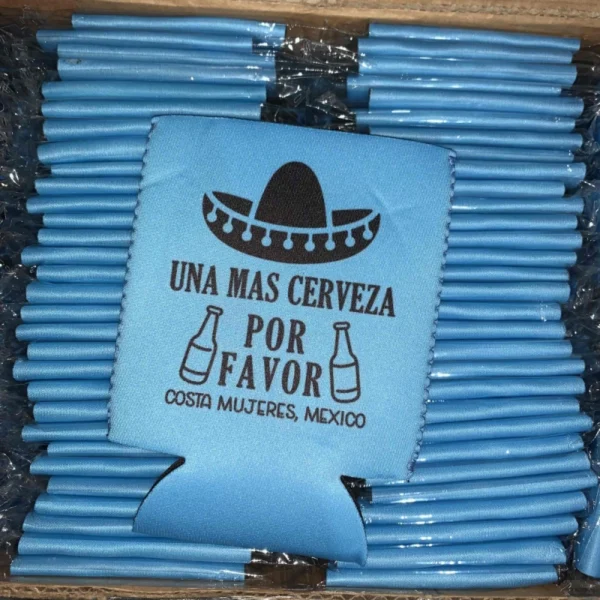 UNA MAS CERVEZA
POR
FAVOR
COSTA MUJERES, MEXICO